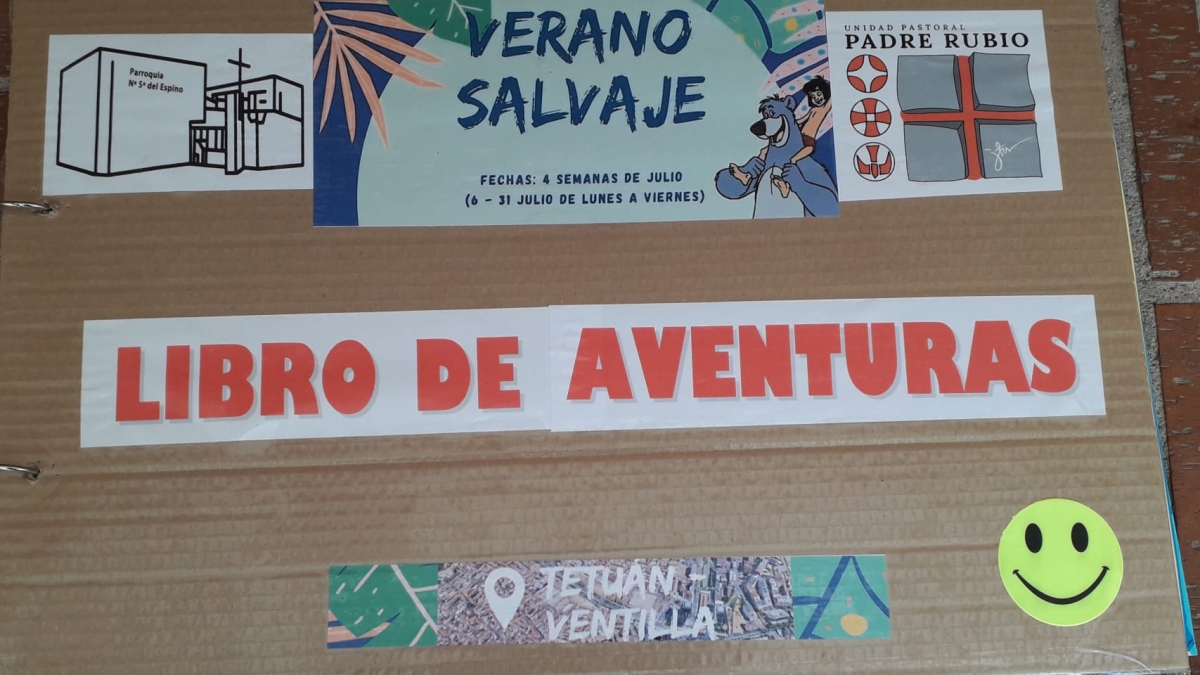 Parroquia
Nª Sª del Espino
VERANO
SALVAJE
FECHAS: 4 SEMANAS DE JULIO
(6 - 31 JULIO DE LUNES A VIERNES)
UNIDAD PASTORAL
PADRE RUBIO
LIBRO DE AVENTURAS
TETUÁN -
VENTILLA